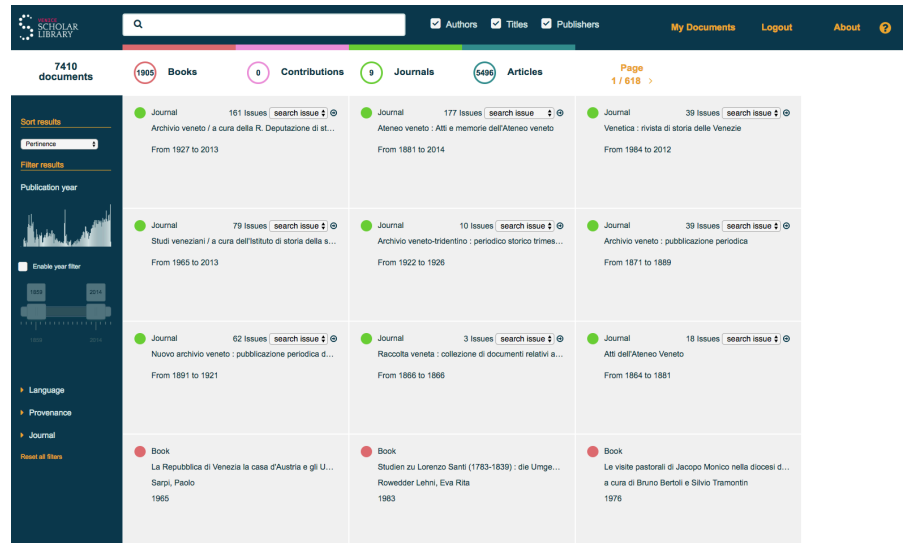 VENICE
SCHOLAR
LIBRARY
Authors Titles Publishers
My Documents Logout About ?
7410
documents
1905 Books
0 Contributions
9 Journals
5496 Articles
Page
1 / 618 >
Sort results
Pertinence
Filter results
Publication year
Enable year filter
2014
2014
Language
Provenance
Journal
Reset all filters
Journal 161 Issues search issue
Archivio veneto / a cura della R. Deputazione di st...
From 1927 to 2013
Journal 177 Issues search issue
Ateneo veneto : Atti e memorie dell'Ateneo veneto
From 1881 to 2014
Journal 39 Issues search issue
Venetica : rivista di storia delle Venezie
From 1984 to 2012
Journal 79 Issues search issue
Studi veneziani / a cura dell'Istituto di storia della s...
From 1965 to 2013
Journal 10 Issues search issue
Archivio veneto-tridentino : periodico storico trimes...
From 1922 to 1926
Journal 39 Issues search issue
Archivio veneto : pubblicazione periodica
From 1871 to 1889
Journal 62 Issues search issue
Nuovo archivio veneto : pubblicazione periodica d...
From 1891 to 1921
Journal 3 Issues search issue
Raccolta veneta : collezione di documenti relativi a...
From 1866 to 1866
Journal 18 Issues search issue
Atti dell'Ateneo Veneto
From 1864 to 1881
Book
La Repubblica di Venezia la casa d'Austria e gli U...
Sarpi, Paolo
1965
Book
Studien zu Lorenzo Santi (1783-1839) : die Umge...
Rowedder Lehni, Eva Rita
1983
Book
Le visite pastorali di Jacopo Monico nella diocesi d...
a cura di Bruno Bertoli e Silvio Tramontin
1976